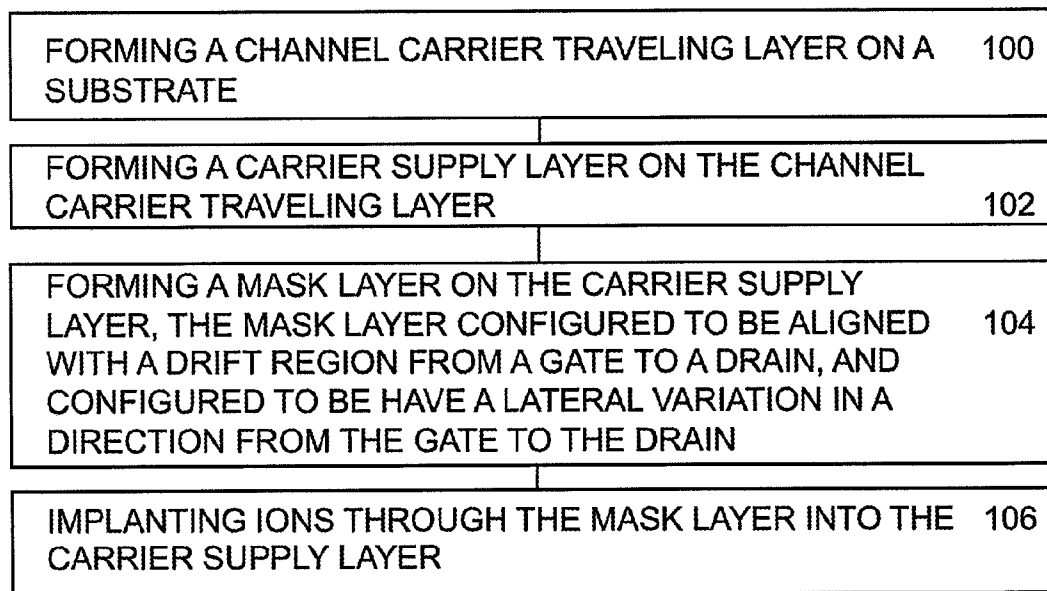 FORMING A CHANNEL CARRIER TRAVELING LAYER ON A 100
SUBSTRATE
FORMING A CARRIER SUPPLY LAYER ON THE CHANNEL
CARRIER TRAVELING LAYER 102
FORMING A MASK LAYER ON THE CARRIER SUPPLY
LAYER, THE MASK LAYER CONFIGURED TO BE ALIGNED 104
WITH A DRIFT REGION FROM A GATE TO A DRAIN, AND
CONFIGURED TO BE HAVE A LATERAL VARIATION IN A
DIRECTION FROM THE GATE TO THE DRAIN
IMPLANTING IONS THROUGH THE MASK LAYER INTO THE 106
CARRIER SUPPLY LAYER